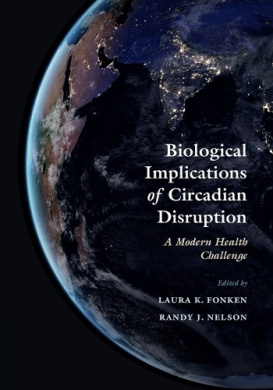 Biological
Implications
of Circadian
Disruption
A Modern Health
Challenge
Edited by
LAURA K. FONKEN
RANDY J. NELSON